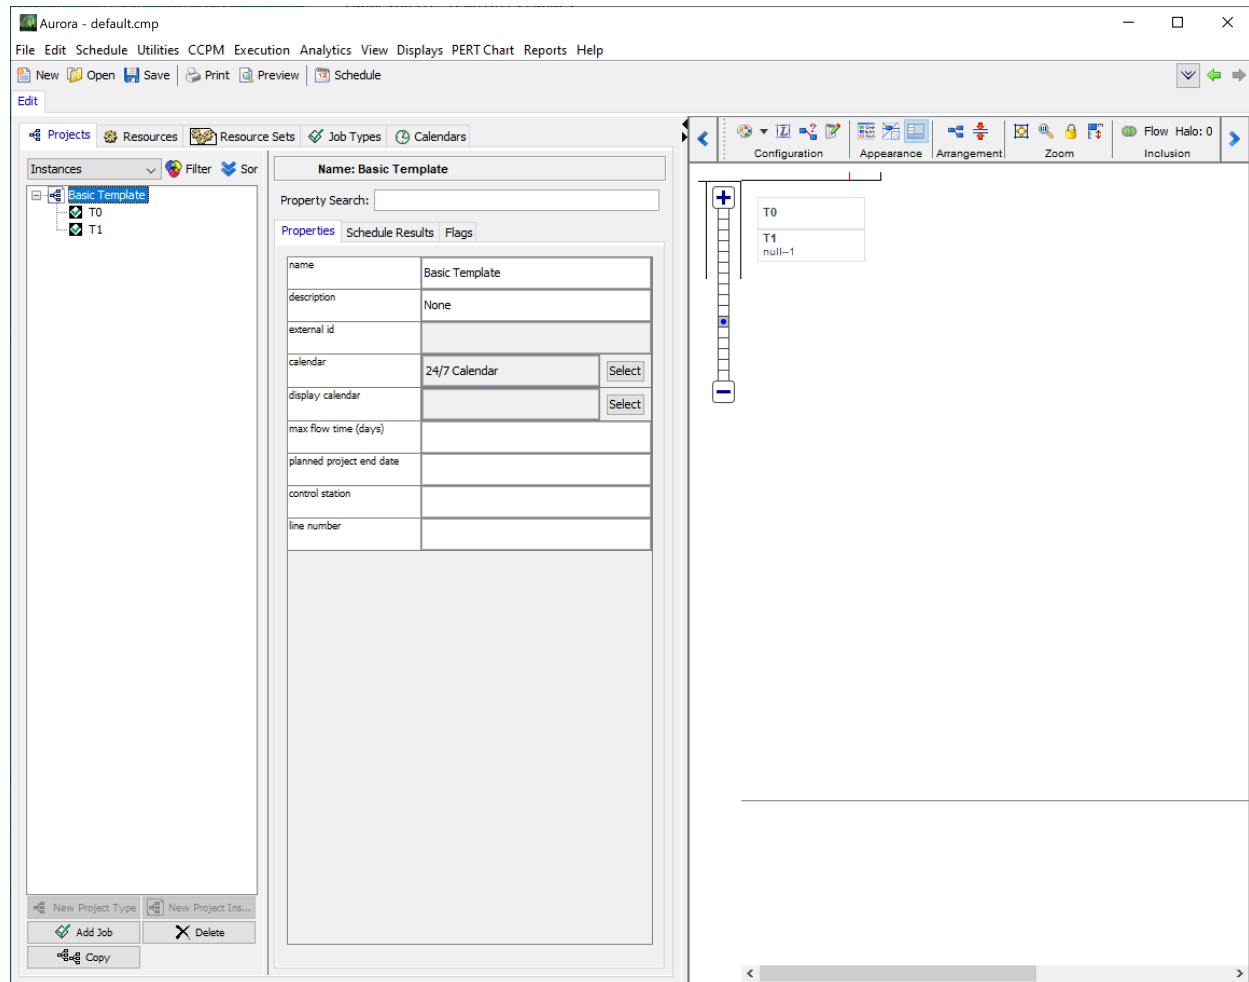 Aurora - default.cmp
File Edit Schedule Utilities CCPM Execution Analytics View Displays PERT Chart Reports Help
New Open Save Print Preview Schedule
Edit
Projects Resources Resource Sets Job Types Calendars
Instances Filter Sor
Basic Template
T0
T1
New Project Type New Project Ins...
Add Job Delete
Copy
Name: Basic Template
Property Search:
Properties Schedule Results Flags
name Basic Template
description None
external id
calendar 24/7 Calendar Select
display calendar Select
max flow time (days)
planned project end date
control station
line number
Flow Halo: 0
Configuration Appearance Arrangement Zoom Inclusion
T0
T1
null--1